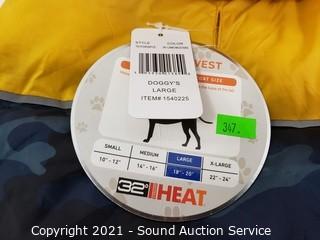 STYLE
COLOR
DOGGY'S
LARGE
ITEM# 1540225
VEST
SIZE
347
SMALL
10" - 12"
MEDIUM
14" - 16"
LARGE
18" - 20"
X-LARGE
22" - 24"
32° HEAT
Copyright 2021 - Sound Auction Service